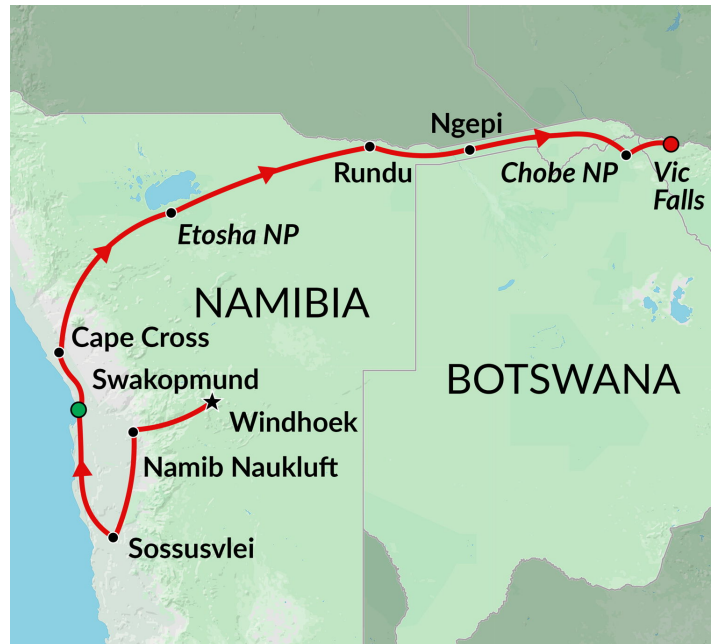 Ngepi
Rundu
Chobe NP
Vic
Falls
Etosha NP
NAMIBIA
Cape Cross
BOTSWANA
Swakopmund
Windhoek
Namib Naukluft
Sossusvlei